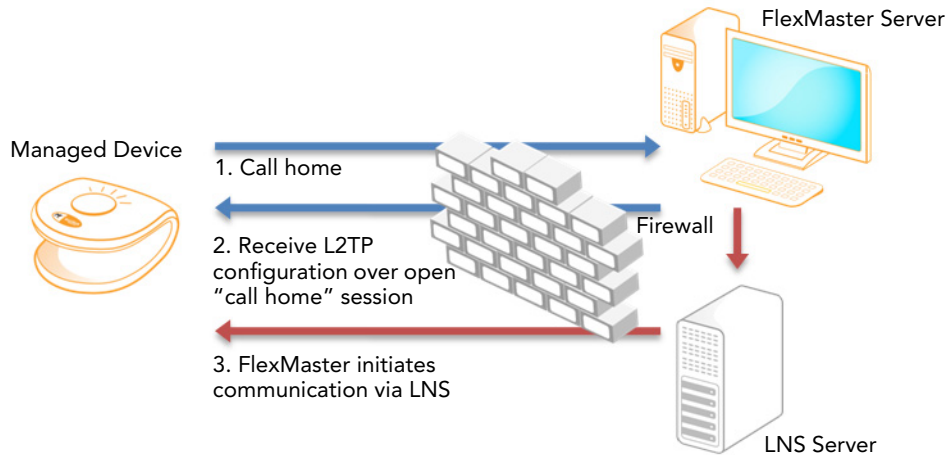 FlexMaster Server
Managed Device
1. Call home
Firewall
2. Receive L2TP
configuration over open
“call home” session
3. FlexMaster initiates
communication via LNS
LNS Server